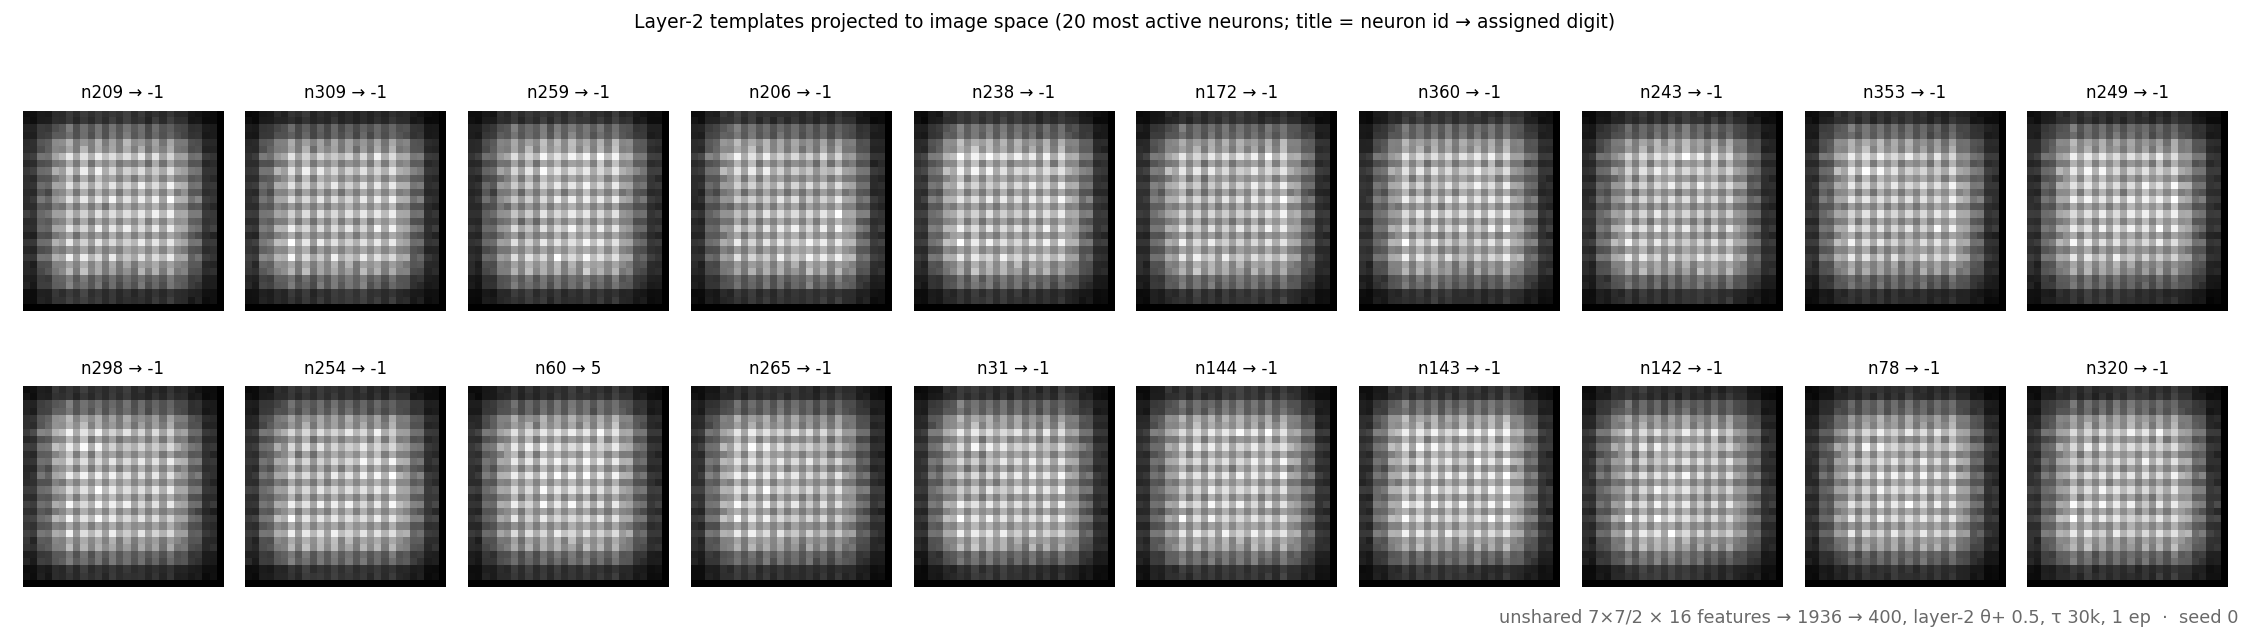 Layer-2 templates projected to image space (20 most active neurons; title = neuron id → assigned digit)
n209 → -1 n309 → -1 n259 → -1 n206 → -1 n238 → -1 n172 → -1 n360 → -1 n243 → -1 n353 → -1 n249 → -1
n298 → -1 n254 → -1 n60 → 5 n265 → -1 n31 → -1 n144 → -1 n143 → -1 n142 → -1 n78 → -1 n320 → -1
unshared 7×7/2 × 16 features → 1936 → 400, layer-2 θ+ 0.5, τ 30k, 1 ep · seed 0